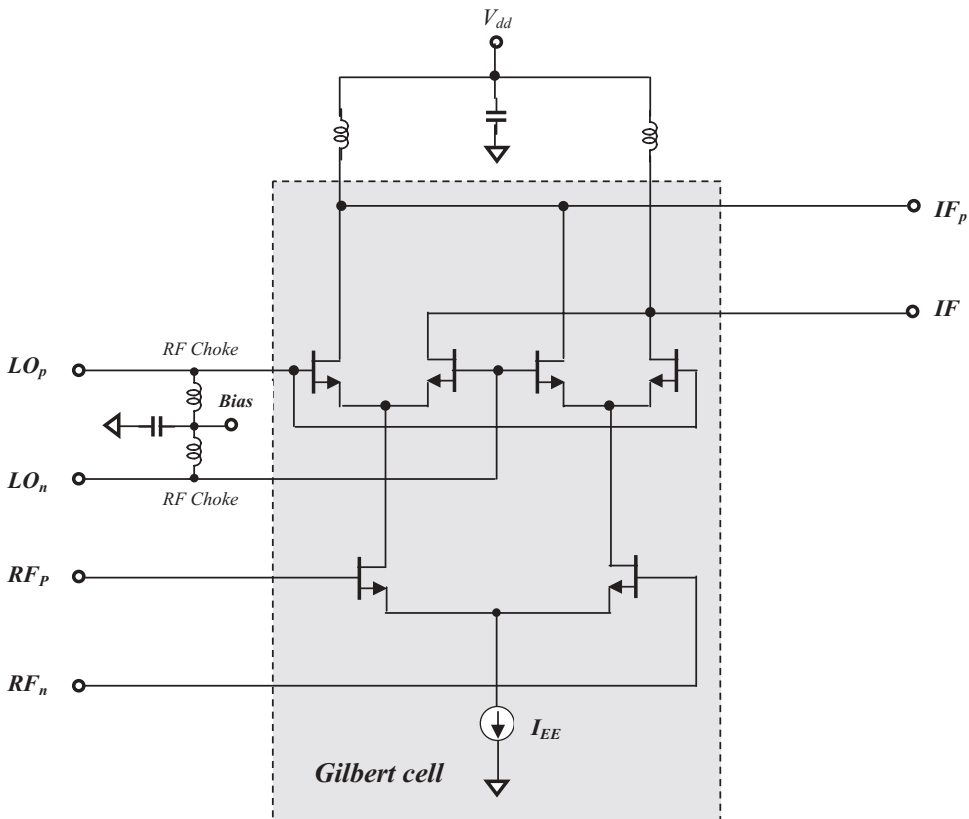 V_dd
IF_p
IF
RF Choke
LO_p
Bias
LO_n
RF Choke
RF_P
RF_n
I_EE
Gilbert cell